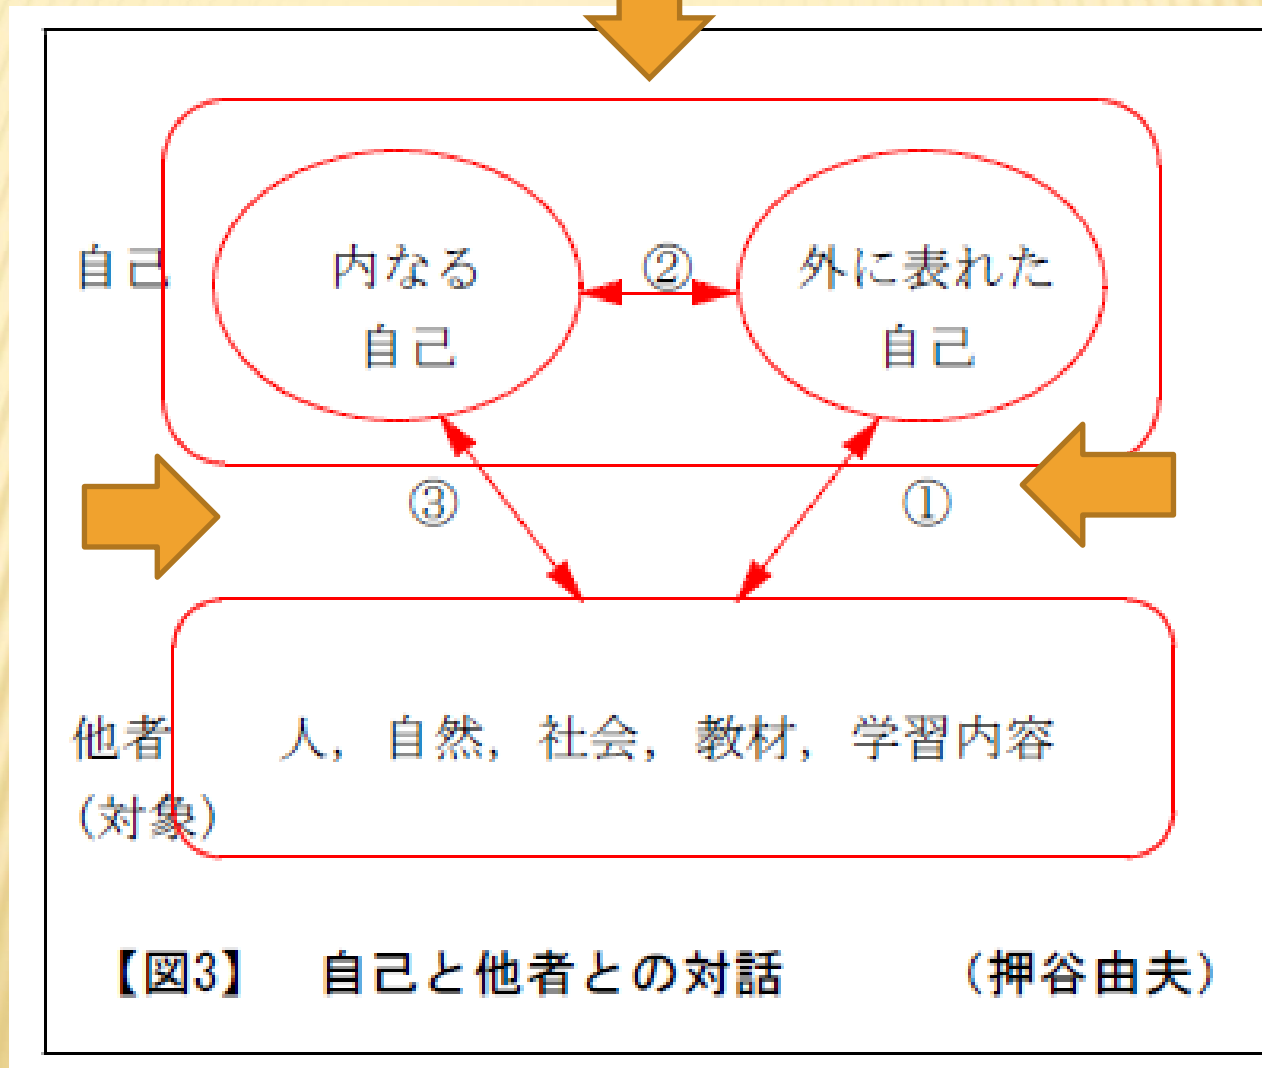 自己
内なる
自己
②
外に表れた
自己
③
①
他者
(対象)
人，自然，社会，教材，学習内容
【図3】 自己と他者との対話 (押谷由夫)